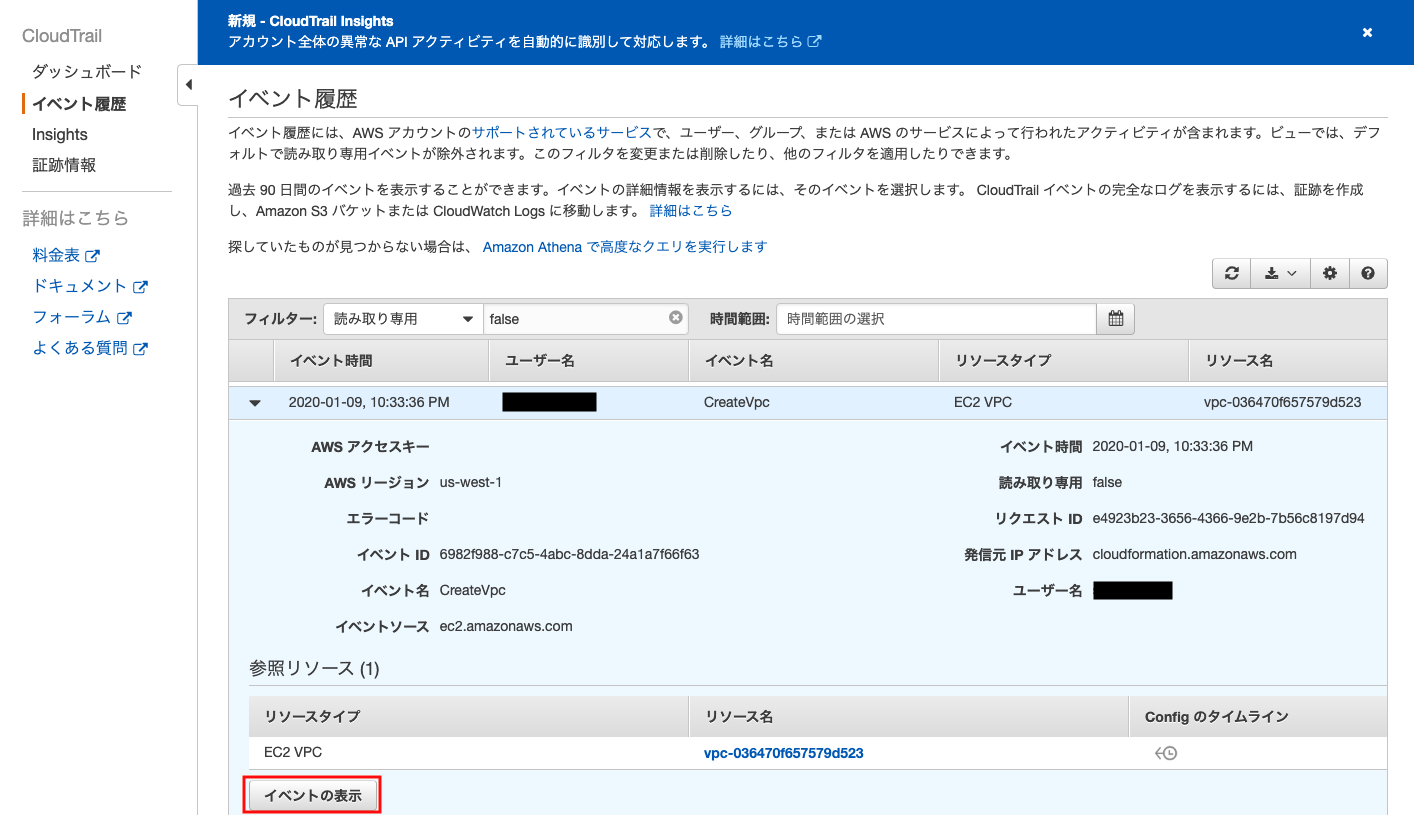 CloudTrail
ダッシュボード
イベント履歴
Insights
証跡情報
詳細はこちら
料金表
ドキュメント
フォーラム
よくある質問
新規 - CloudTrail Insights
アカウント全体の異常な API アクティビティを自動的に識別して対応します。 詳細はこちら
イベント履歴
イベント履歴には、AWS アカウントのサポートされているサービスで、ユーザー、グループ、または AWS のサービスによって行われたアクティビティが含まれます。ビューでは、デフ
ォルトで読み取り専用イベントが除外されます。このフィルタを変更または削除したり、他のフィルタを適用したりできます。
過去 90 日間のイベントを表示することができます。イベントの詳細情報を表示するには、そのイベントを選択します。 CloudTrail イベントの完全なログを表示するには、証跡を作成
し、Amazon S3 バケットまたは CloudWatch Logs に移動します。 詳細はこちら
探していたものが見つからない場合は、 Amazon Athena で高度なクエリを実行します
フィルター: 読み取り専用 false 時間範囲: 時間範囲の選択
イベント時間 ユーザー名 イベント名 リソースタイプ リソース名
2020-01-09, 10:33:36 PM CreateVpc EC2 VPC vpc-036470f657579d523
AWS アクセスキー イベント時間 2020-01-09, 10:33:36 PM
AWS リージョン us-west-1 読み取り専用 false
エラーコード リクエスト ID e4923b23-3656-4366-9e2b-7b56c8197d94
イベント ID 6982f988-c7c5-4abc-8dda-24a1a7f66f63 発信元 IP アドレス cloudformation.amazonaws.com
イベント名 CreateVpc ユーザー名
イベントソース ec2.amazonaws.com
参照リソース (1)
リソースタイプ リソース名 Config のタイムライン
EC2 VPC vpc-036470f657579d523
イベントの表示